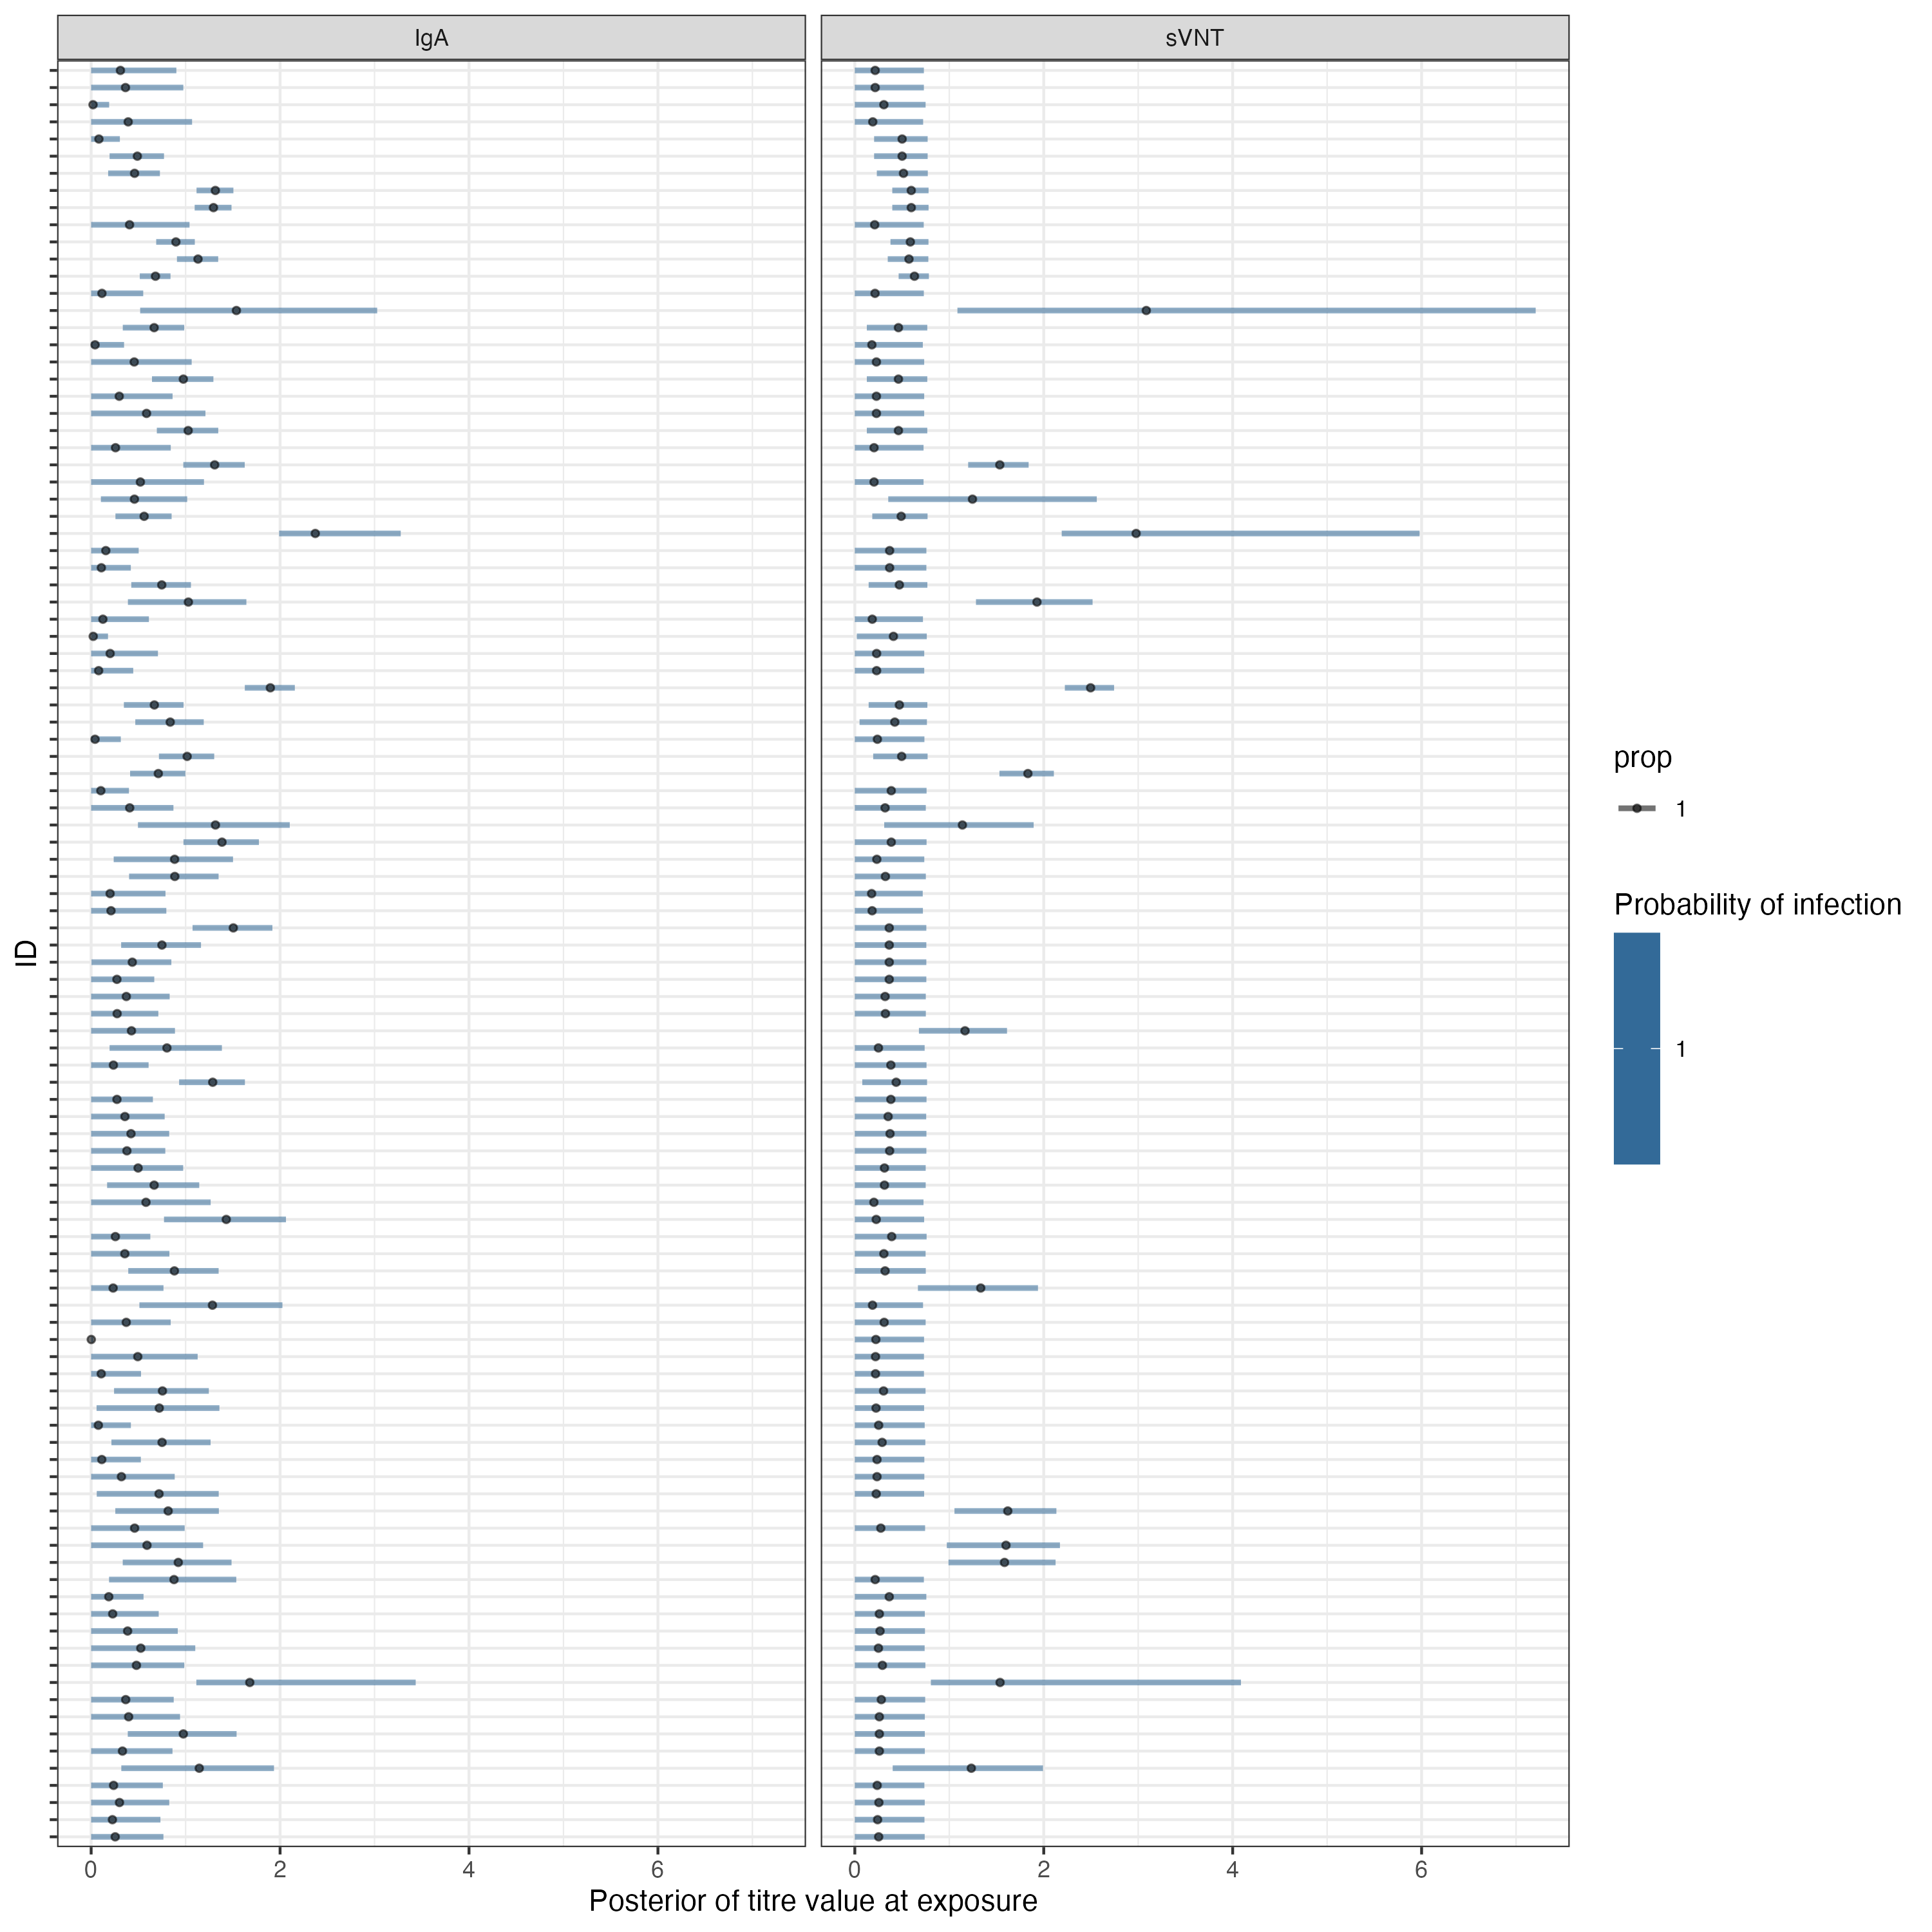 IgA
sVNT
ID
0 2 4 6
0 2 4 6
Posterior of titre value at exposure
prop
1
Probability of infection
1